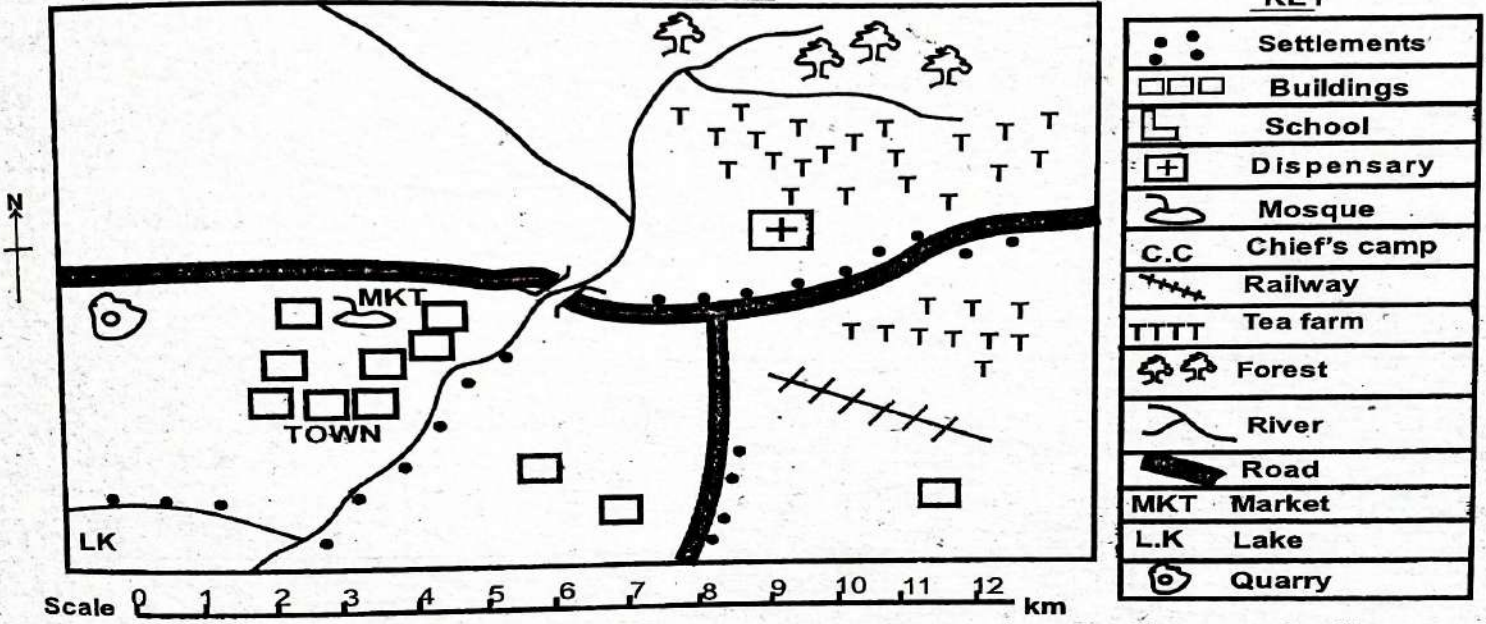 KEY
Settlements
Buildings
School
Dispensary
Mosque
C.C Chief's camp
Railway
TTTT Tea farm
Forest
River
Road
MKT Market
L.K Lake
Quarry
N
T T T T T T T T T T T T T T T T T T T T T T
MKT
T T T
T T T T T T
T
TOWN
LK
Scale 0 1 2 3 4 5 6 7 8 9 10 11 12 km